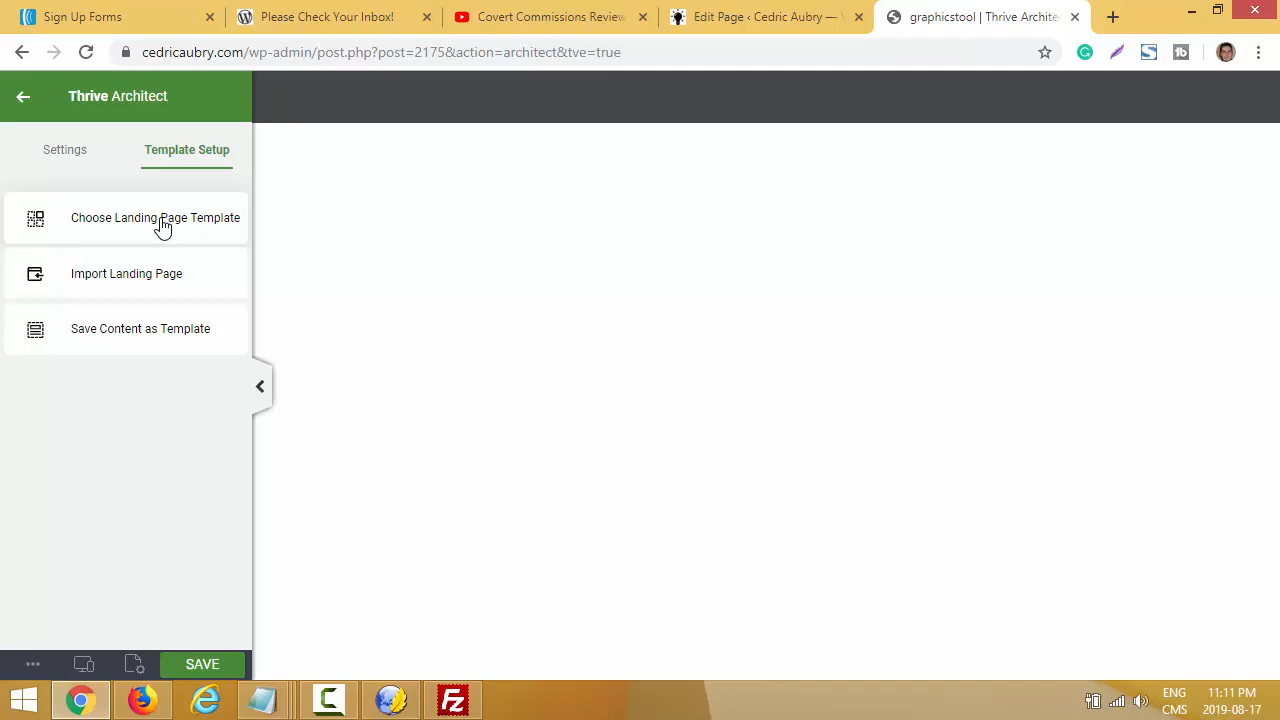 Sign Up Forms
Please Check Your Inbox!
Covert Commissions Review
Edit Page ‹ Cedric Aubry —
graphicstool | Thrive Archite
cedricaubry.com/wp-admin/post.php?post=2175&action=architect&tve=true
Thrive Architect
Settings
Template Setup
Choose Landing Page Template
Import Landing Page
Save Content as Template
SAVE
ENG
11:11 PM
CMS
2019-08-17